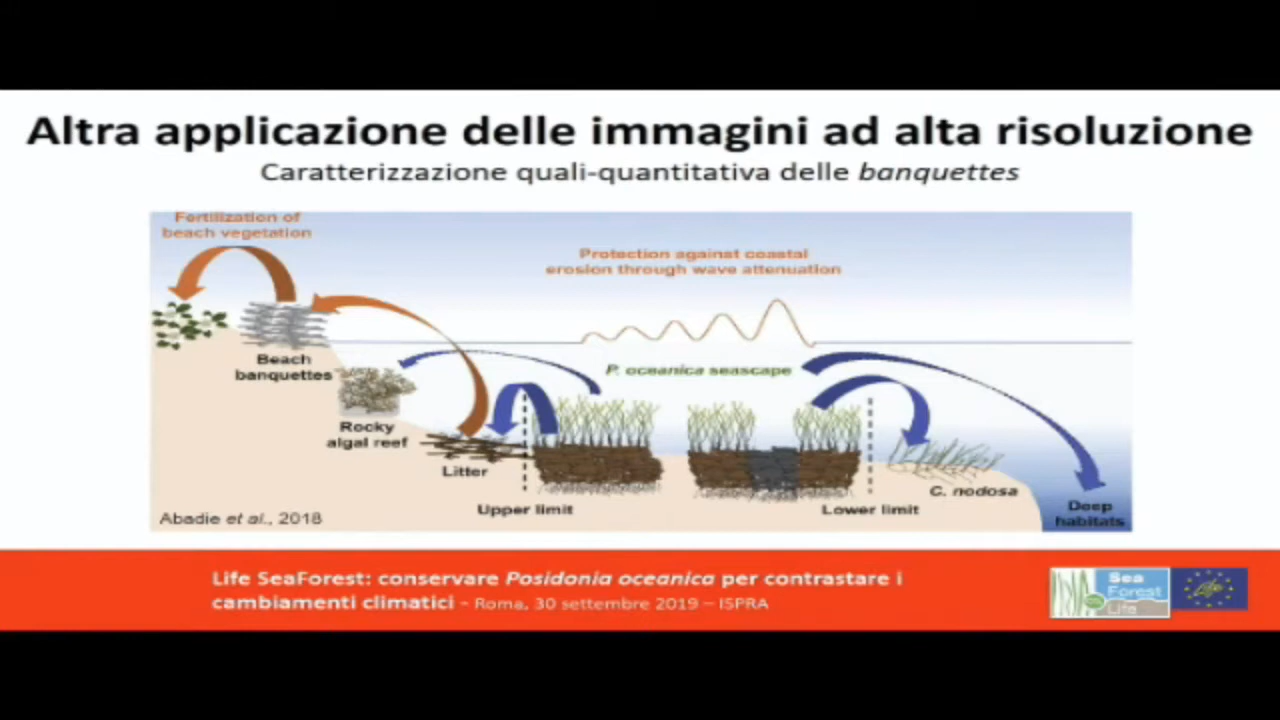 Altra applicazione delle immagini ad alta risoluzione
Caratterizzazione quali-quantitativa delle banquettes
Fertilization of
beach vegetation
Protection against coastal
erosion through wave attenuation
Beach
banquettes
P. oceanica seascape
Rocky
algal reef
Litter
C. nodosa
Upper limit
Lower limit
Deep
habitats
Abadie et al., 2018
Life SeaForest: conservare Posidonia oceanica per contrastare i
cambiamenti climatici - Roma, 30 settembre 2019 – ISPRA
Sea
Forest
Life
Life